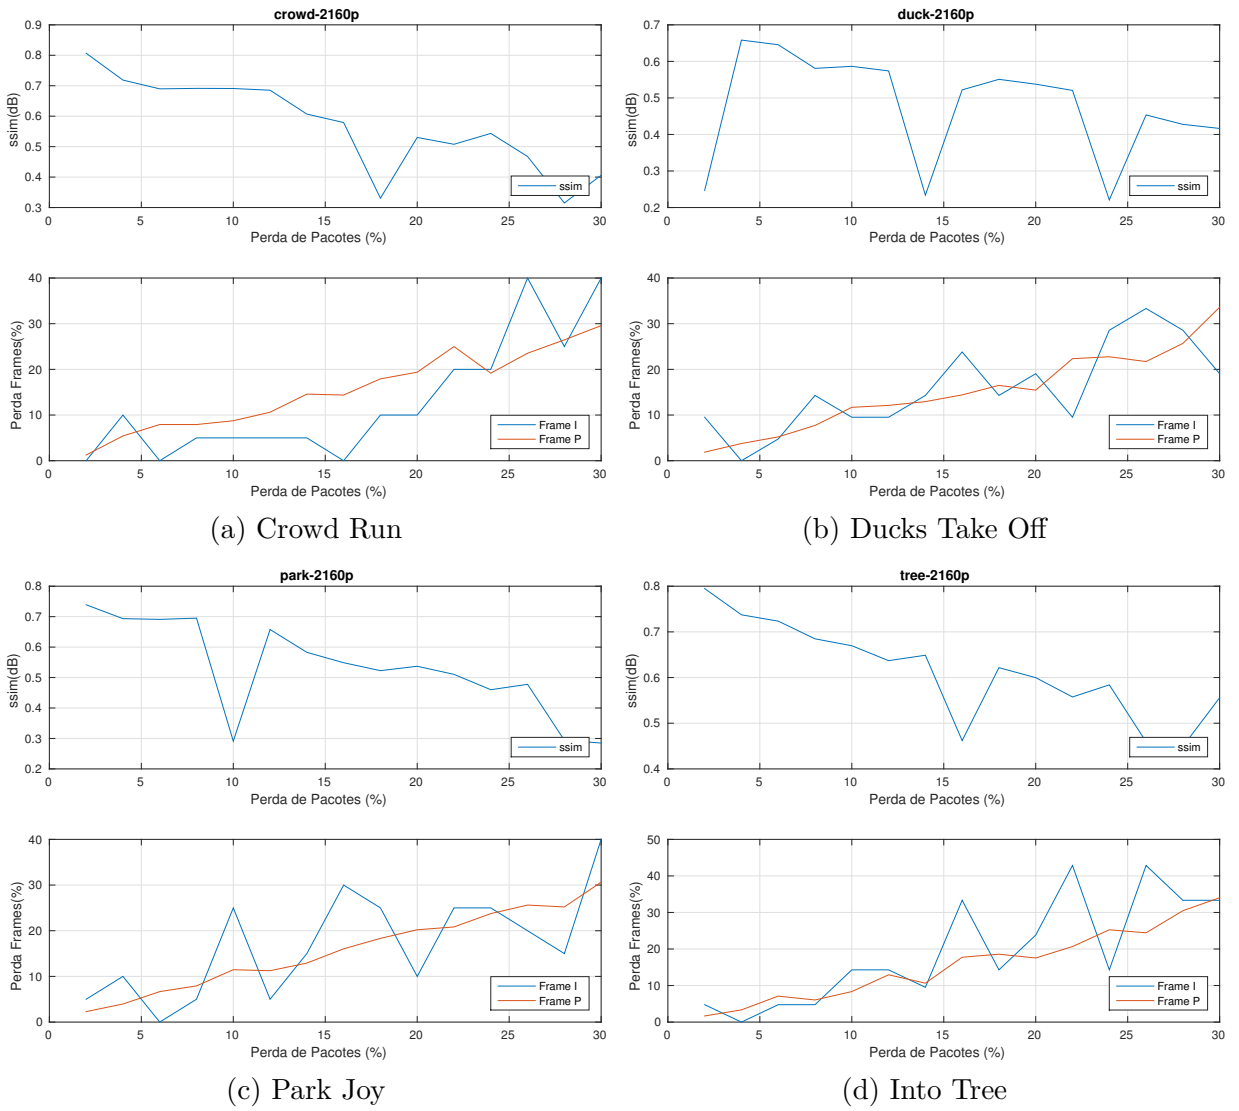 crowd-2160p
0.9
0.8
0.7
0.6
0.5
0.4
0.3
ssim(dB)
ssim
0 5 10 15 20 25 30
Perda de Pacotes (%)
40
30
20
10
0
Perda Frames(%)
Frame I
Frame P
0 5 10 15 20 25 30
Perda de Pacotes (%)
(a) Crowd Run
duck-2160p
0.7
0.6
0.5
0.4
0.3
0.2
ssim(dB)
ssim
0 5 10 15 20 25 30
Perda de Pacotes (%)
40
30
20
10
0
Perda Frames(%)
Frame I
Frame P
0 5 10 15 20 25 30
Perda de Pacotes (%)
(b) Ducks Take Off
park-2160p
0.8
0.7
0.6
0.5
0.4
0.3
0.2
ssim(dB)
ssim
0 5 10 15 20 25 30
Perda de Pacotes (%)
40
30
20
10
0
Perda Frames(%)
Frame I
Frame P
0 5 10 15 20 25 30
Perda de Pacotes (%)
(c) Park Joy
tree-2160p
0.8
0.7
0.6
0.5
0.4
ssim(dB)
ssim
0 5 10 15 20 25 30
Perda de Pacotes (%)
50
40
30
20
10
0
Perda Frames(%)
Frame I
Frame P
0 5 10 15 20 25 30
Perda de Pacotes (%)
(d) Into Tree